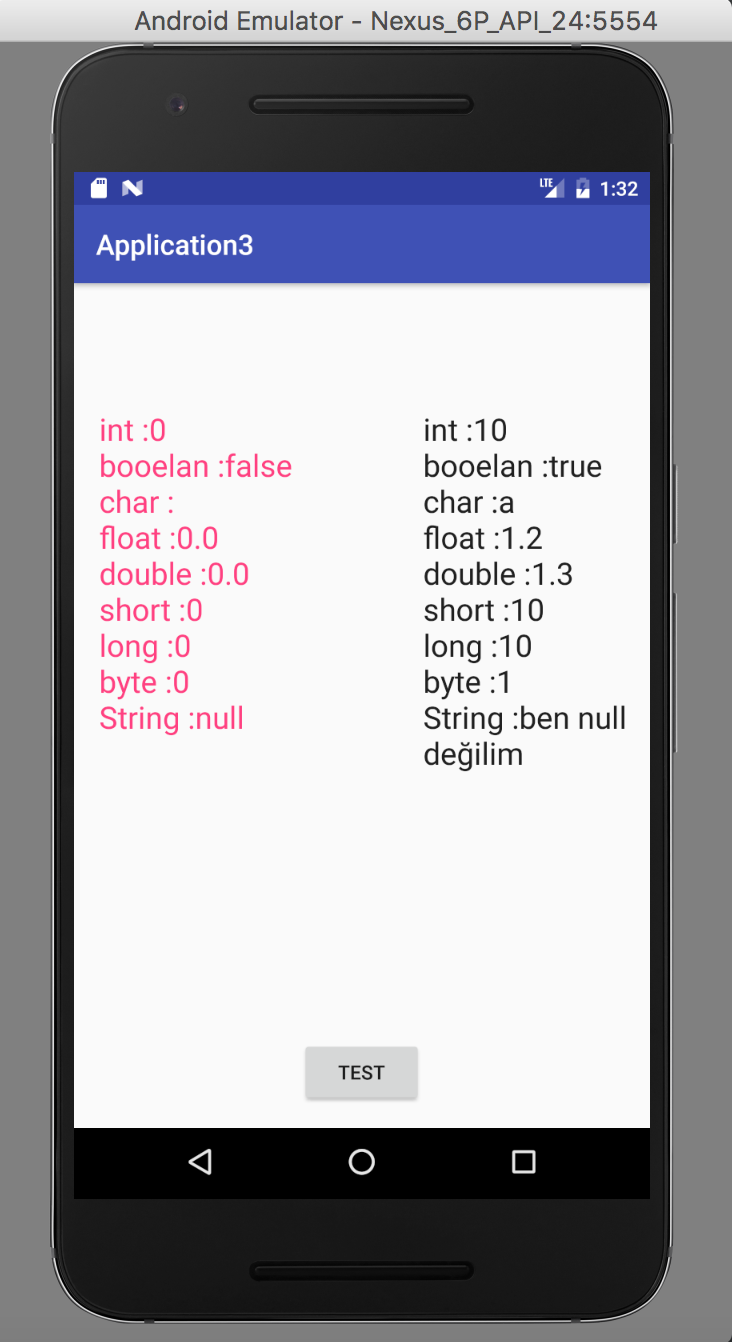 Android Emulator - Nexus_6P_API_24:5554
LTE 1:32
Application3
int :0
booelan :false
char :
float :0.0
double :0.0
short :0
long :0
byte :0
String :null
int :10
booelan :true
char :a
float :1.2
double :1.3
short :10
long :10
byte :1
String :ben null
değilim
TEST